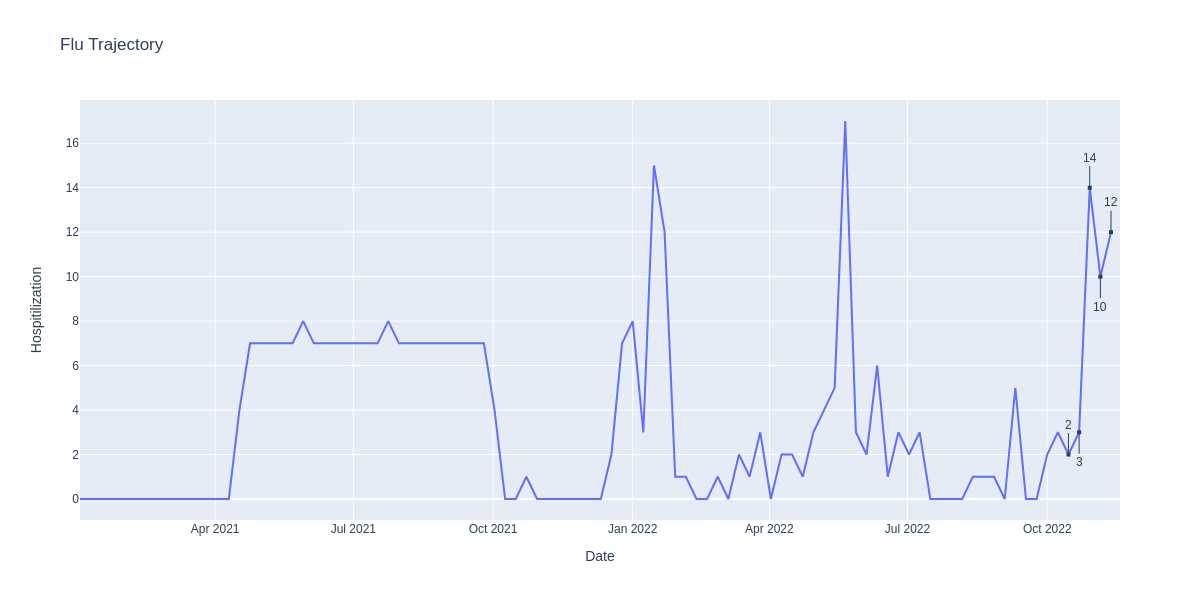 Flu Trajectory
Hospitilization
16
14
12
10
8
6
4
2
0
14
12
10
2
3
Apr 2021
Jul 2021
Oct 2021
Jan 2022
Apr 2022
Jul 2022
Oct 2022
Date